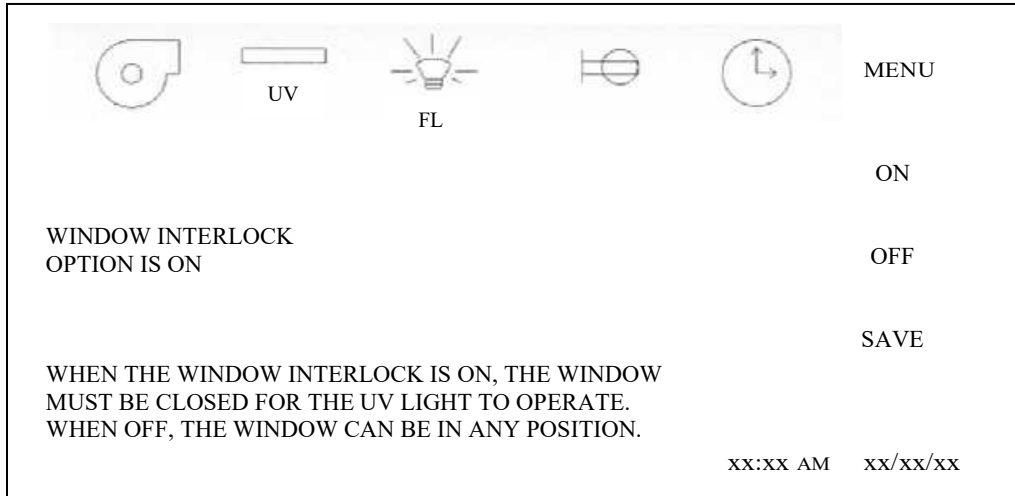 MENU
UV
FL
ON
WINDOW INTERLOCK
OPTION IS ON
OFF
SAVE
WHEN THE WINDOW INTERLOCK IS ON, THE WINDOW
MUST BE CLOSED FOR THE UV LIGHT TO OPERATE.
WHEN OFF, THE WINDOW CAN BE IN ANY POSITION.
xx:xx AM xx/xx/xx